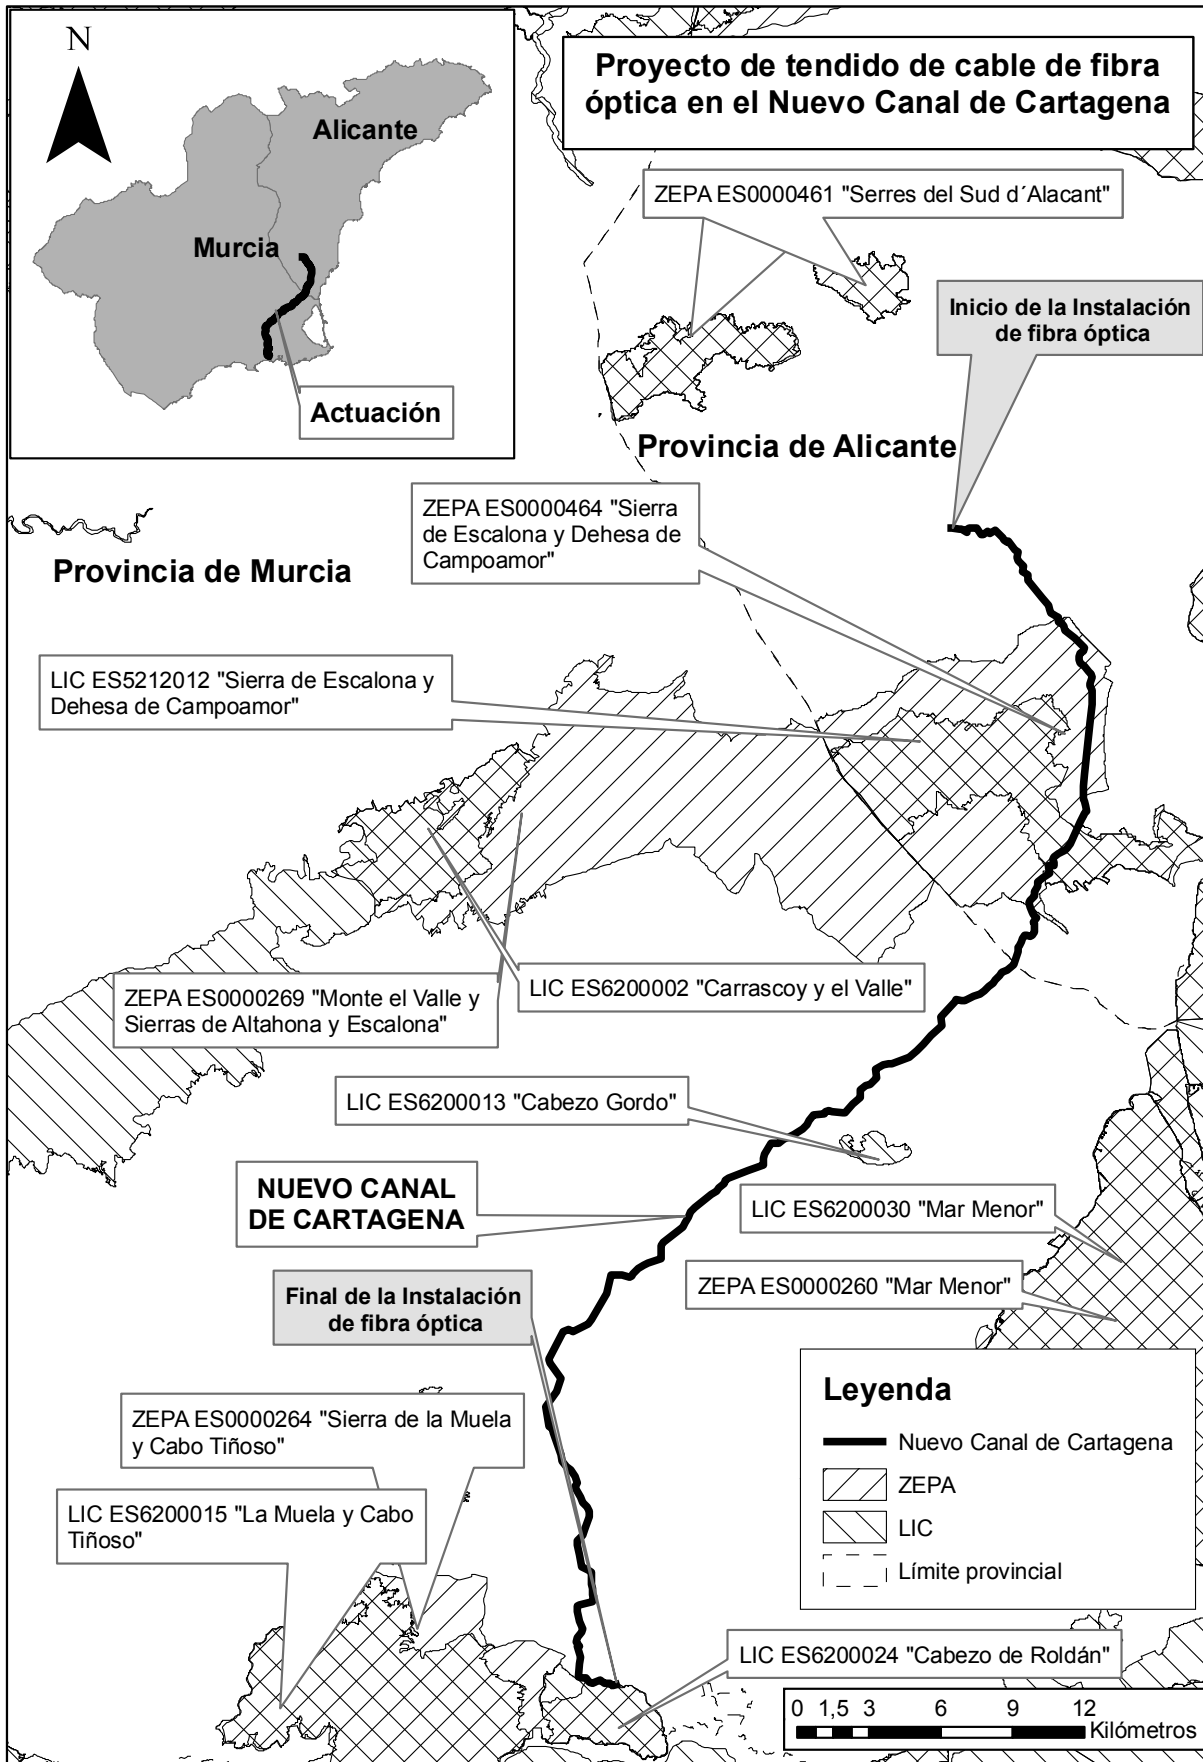 N
Alicante
Murcia
Actuación
Proyecto de tendido de cable de fibra
óptica en el Nuevo Canal de Cartagena
ZEPA ES0000461 "Serres del Sud d´Alacant"
Inicio de la Instalación
de fibra óptica
Provincia de Alicante
ZEPA ES0000464 "Sierra
de Escalona y Dehesa de
Campoamor"
Provincia de Murcia
LIC ES5212012 "Sierra de Escalona y
Dehesa de Campoamor"
ZEPA ES0000269 "Monte el Valle y
Sierras de Altahona y Escalona"
LIC ES6200002 "Carrascoy y el Valle"
LIC ES6200013 "Cabezo Gordo"
NUEVO CANAL
DE CARTAGENA
LIC ES6200030 "Mar Menor"
ZEPA ES0000260 "Mar Menor"
Final de la Instalación
de fibra óptica
ZEPA ES0000264 "Sierra de la Muela
y Cabo Tiñoso"
LIC ES6200015 "La Muela y Cabo
Tiñoso"
Leyenda
Nuevo Canal de Cartagena
ZEPA
LIC
Límite provincial
LIC ES6200024 "Cabezo de Roldán"
0 1,5 3 6 9 12
Kilómetros